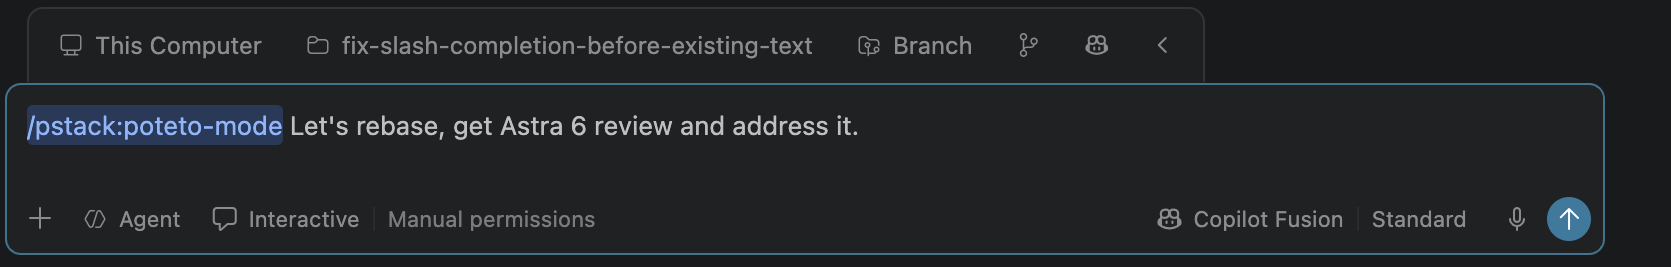 This Computer fix-slash-completion-before-existing-text Branch
/pstack:poteto-mode Let's rebase, get Astra 6 review and address it.
Agent Interactive Manual permissions Copilot Fusion Standard